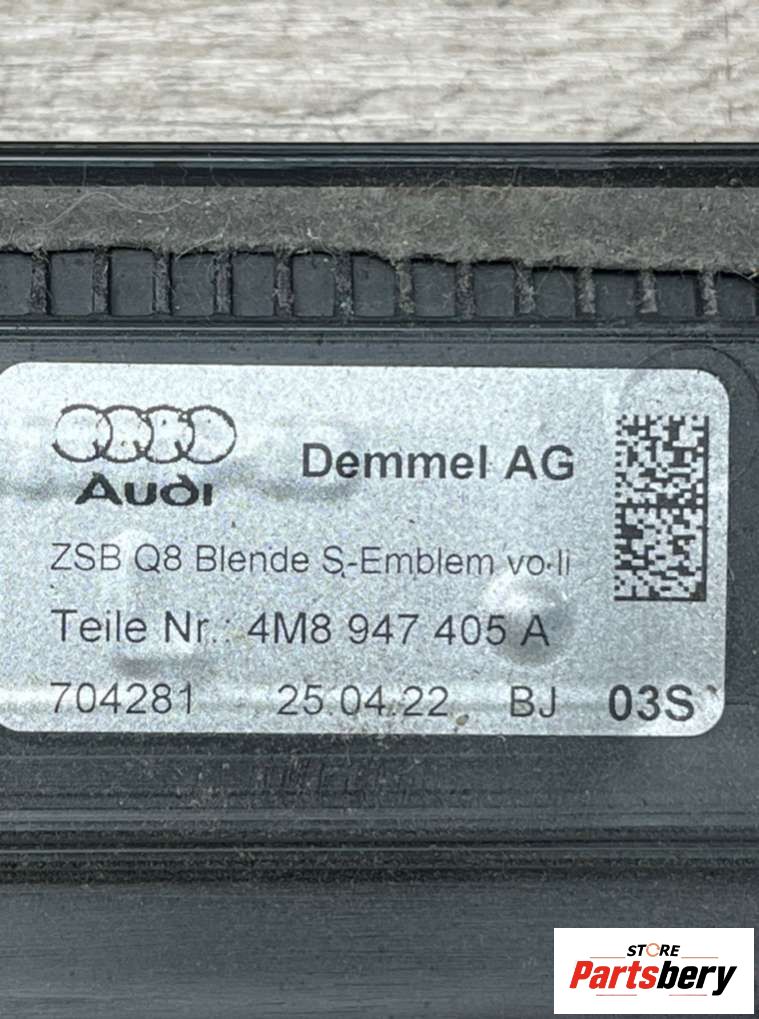 Audi
Demmel AG
ZSB Q8 Blende S-Emblem vo.li
Teile Nr.: 4M8 947 405 A
704281 25.04.22 BJ 03S
STORE
Partsbery